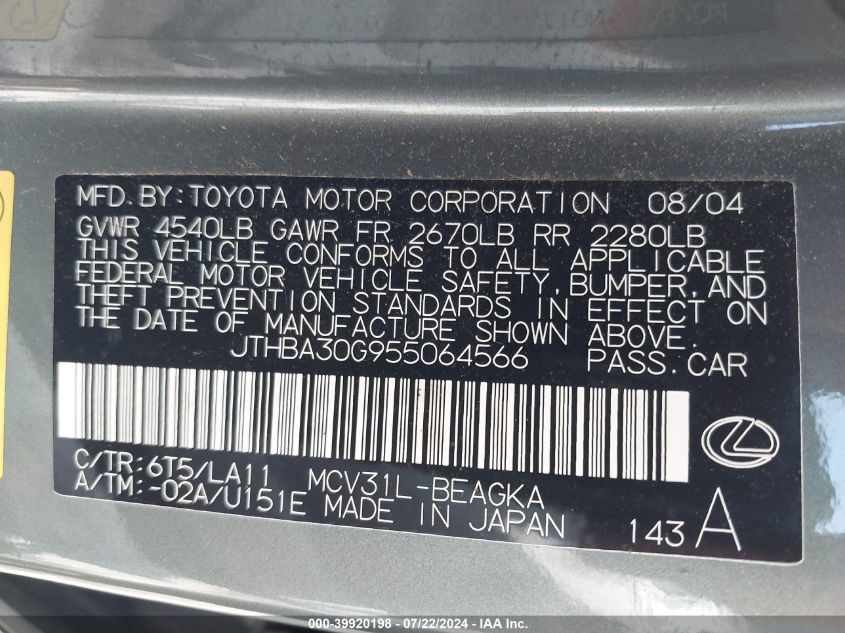 MFD. BY: TOYOTA MOTOR CORPORATION 08/04
GVWR 4540LB GAWR FR 2670LB RR 2280LB
THIS VEHICLE CONFORMS TO ALL APPLICABLE
FEDERAL MOTOR VEHICLE SAFETY, BUMPER, AND
THEFT PREVENTION STANDARDS IN EFFECT ON
THE DATE OF MANUFACTURE SHOWN ABOVE.
JTHBA30G955064566 PASS. CAR
C/TR: 6T5/LA11 MCV31L-BEAGKA
A/TM: -02A/U151E MADE IN JAPAN 143 A
000-39920198 - 07/22/2024 - IAA Inc.